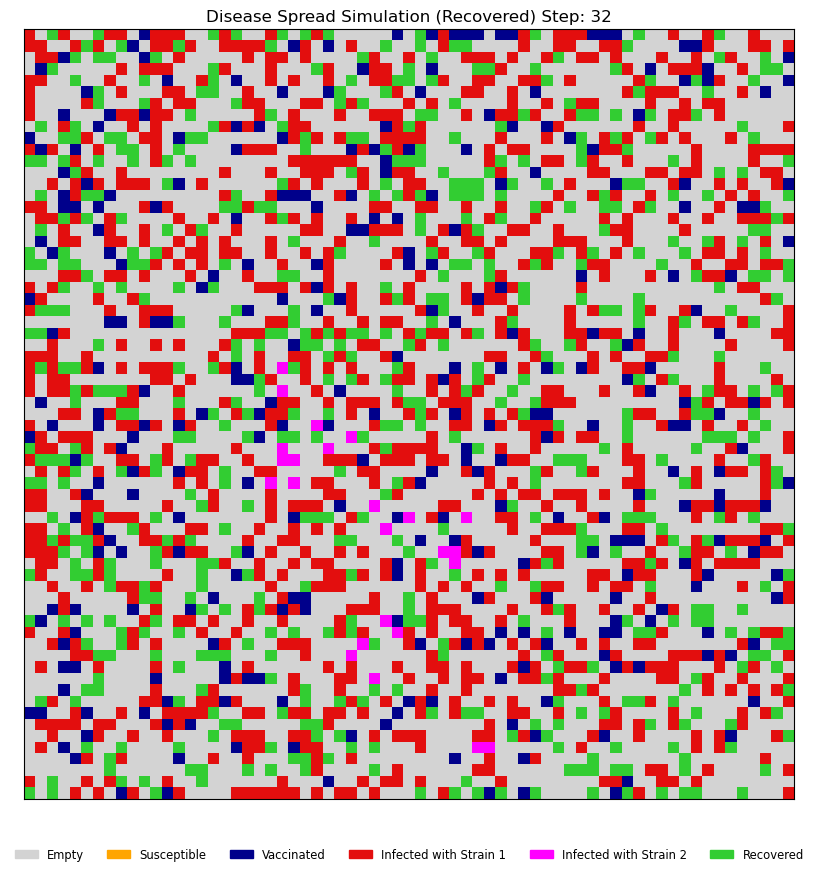 Disease Spread Simulation (Recovered) Step: 32
Empty Susceptible Vaccinated Infected with Strain 1 Infected with Strain 2 Recovered